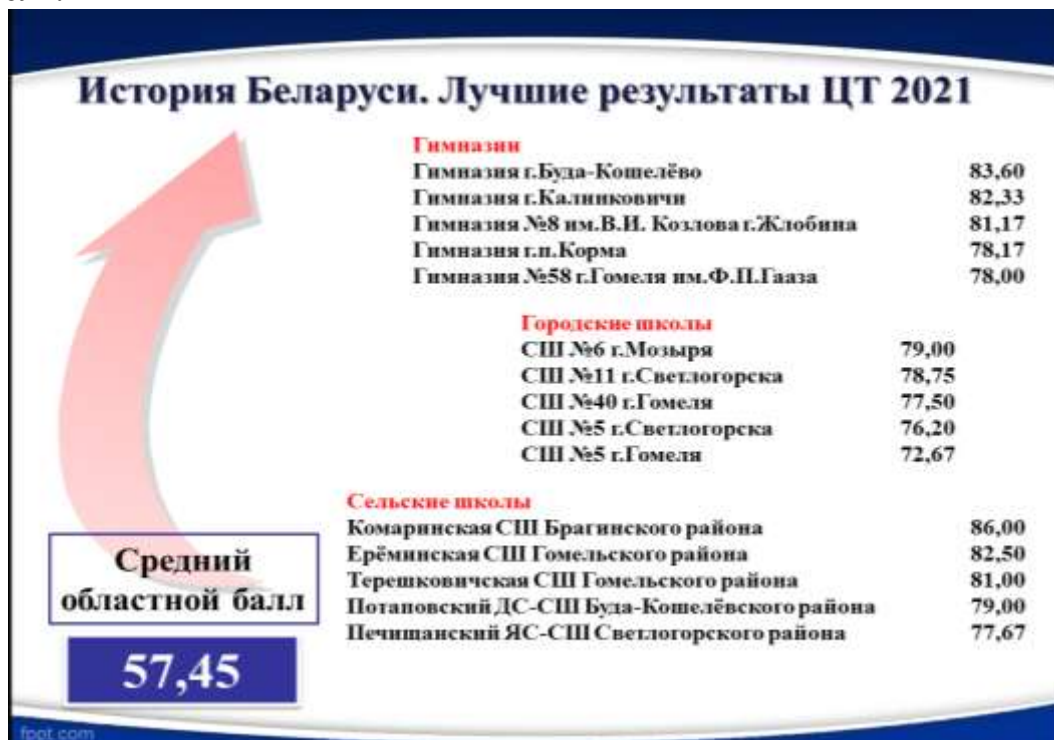 История Беларуси. Лучшие результаты ЦТ 2021
Гимназии
Гимназия г.Буда-Кошелёво 83,60
Гимназия г.Калинковичи 82,33
Гимназия №8 им.В.И. Козлова г.Жлобина 81,17
Гимназия г.п.Корма 78,17
Гимназия №58 г.Гомеля им.Ф.П.Гааза 78,00
Городские школы
СШ №6 г.Мозыря 79,00
СШ №11 г.Светлогорска 78,75
СШ №40 г.Гомеля 77,50
СШ №5 г.Светлогорска 76,20
СШ №5 г.Гомеля 72,67
Сельские школы
Комаринская СШ Брагинского района 86,00
Ерёминская СШ Гомельского района 82,50
Терешковичская СШ Гомельского района 81,00
Потаповский ДС-СШ Буда-Кошелёвского района 79,00
Печищанский ЯС-СШ Светлогорского района 77,67
Средний
областной балл
57,45
fppt.com